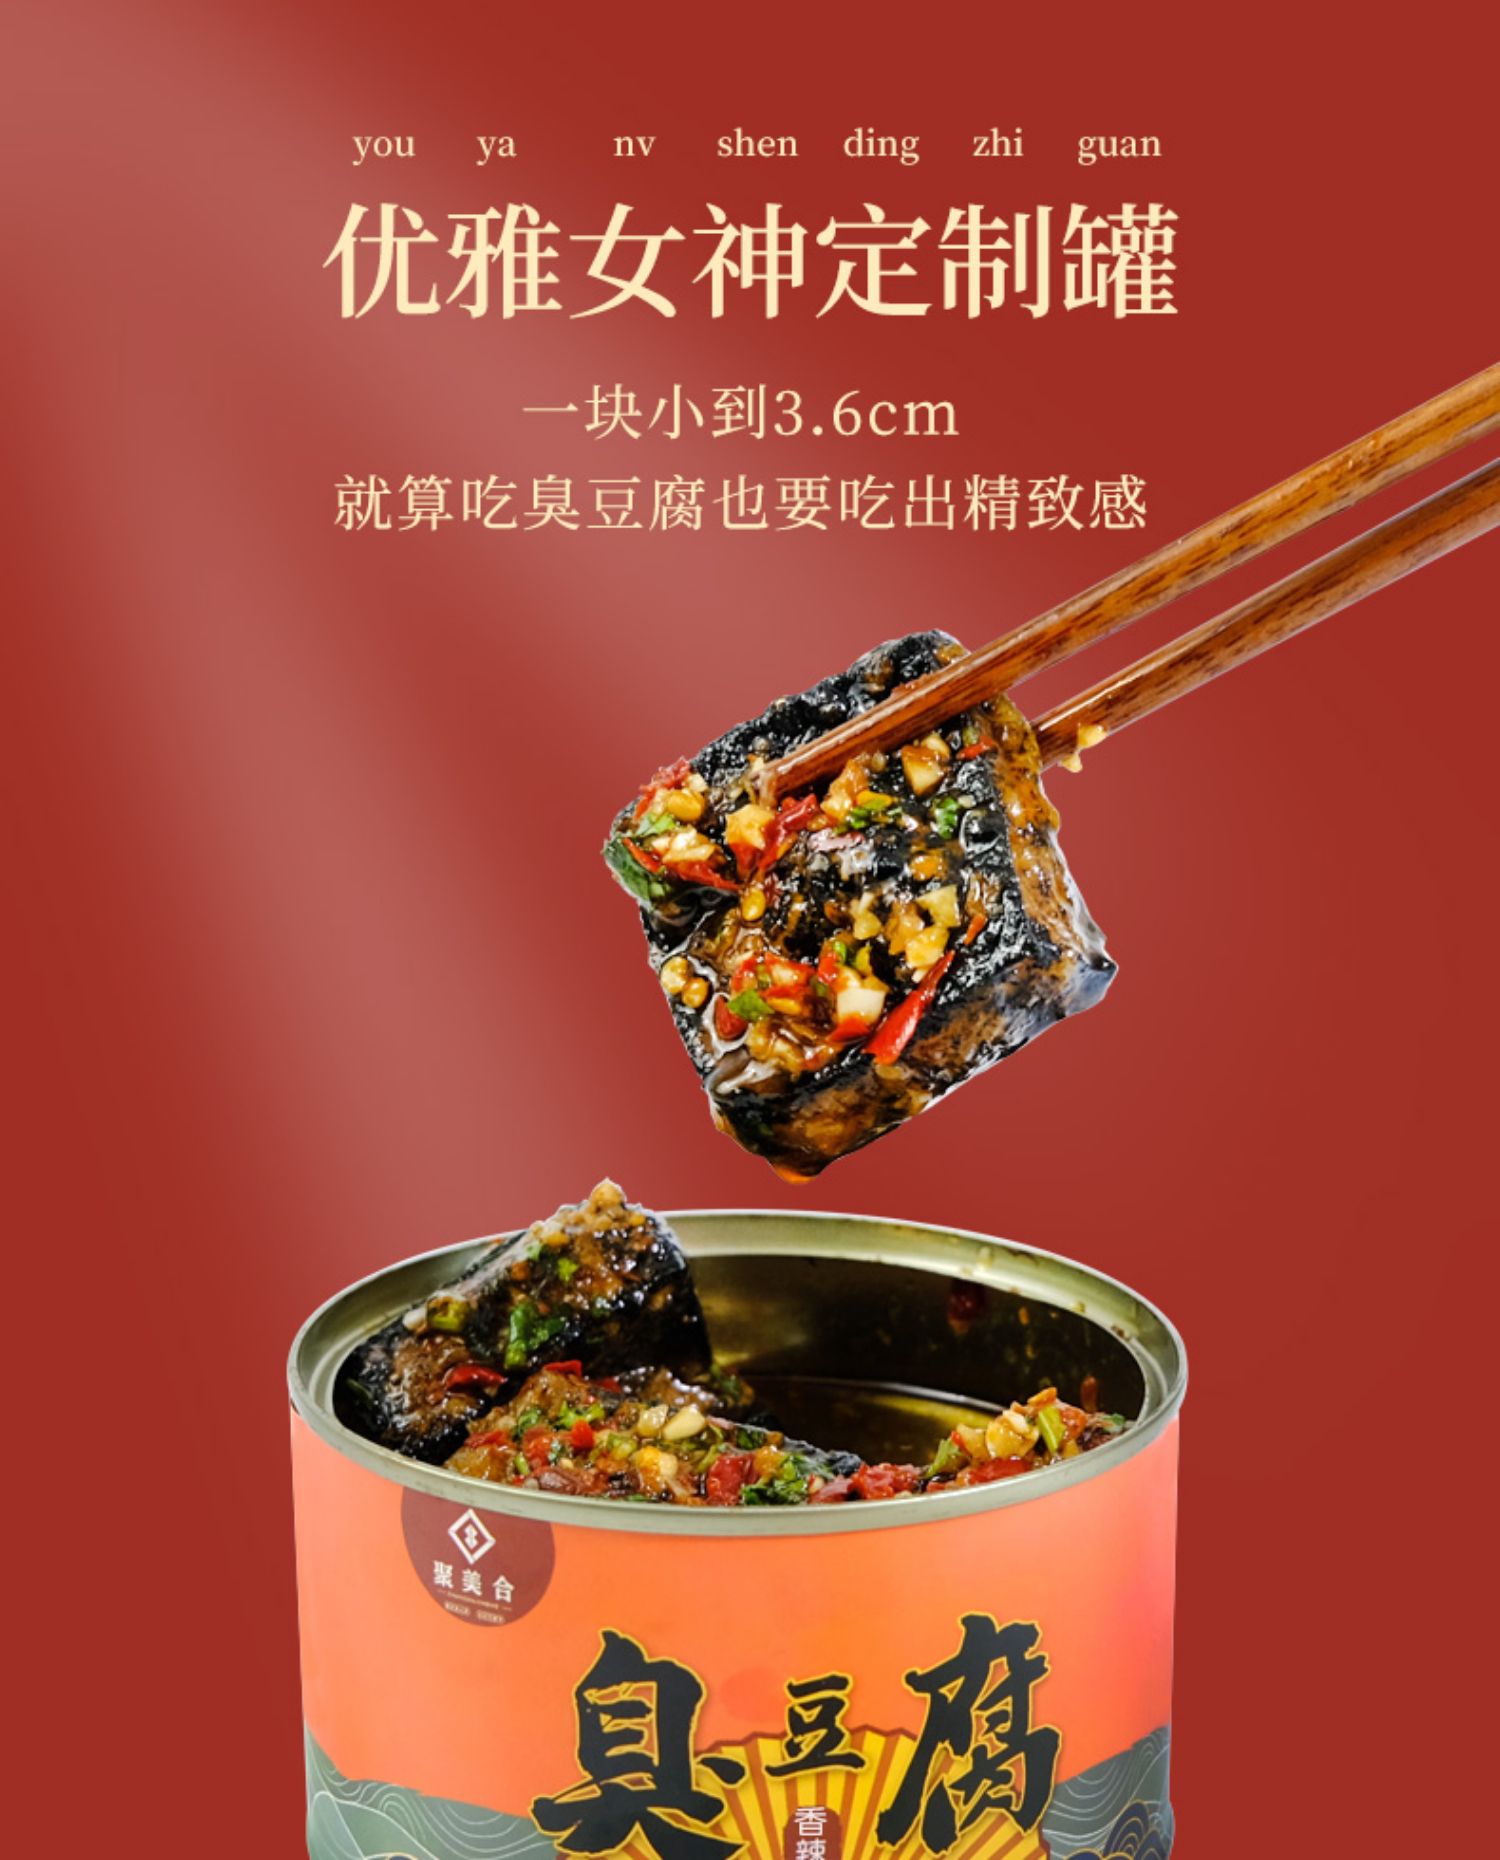 you ya nv shen ding zhi guan
优雅女神定制罐
一块小到3.6cm
就算吃臭豆腐也要吃出精致感
聚美合
臭豆腐
香辣